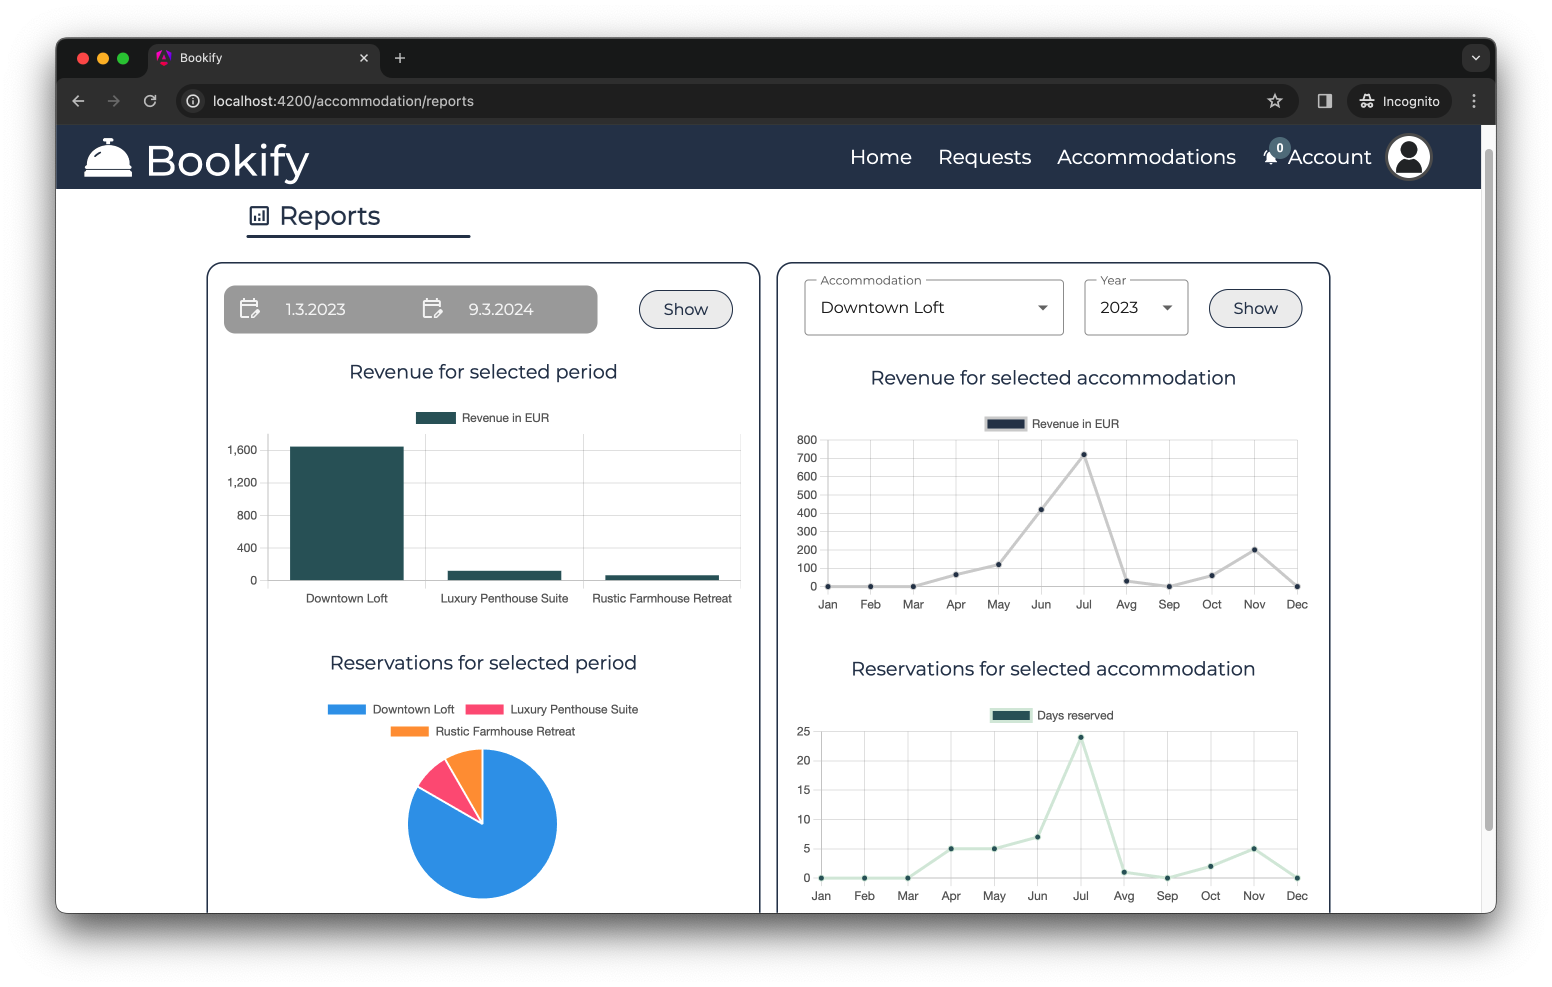 Bookify
localhost:4200/accommodation/reports
Incognito
Bookify
Home Requests Accommodations 0 Account
Reports
1.3.2023 9.3.2024 Show
Revenue for selected period
Revenue in EUR
1,600
1,200
800
400
0
Downtown Loft Luxury Penthouse Suite Rustic Farmhouse Retreat
Reservations for selected period
Downtown Loft Luxury Penthouse Suite
Rustic Farmhouse Retreat
Accommodation Year
Downtown Loft 2023 Show
Revenue for selected accommodation
Revenue in EUR
800
700
600
500
400
300
200
100
0
Jan Feb Mar Apr May Jun Jul Avg Sep Oct Nov Dec
Reservations for selected accommodation
Days reserved
25
20
15
10
5
0
Jan Feb Mar Apr May Jun Jul Avg Sep Oct Nov Dec